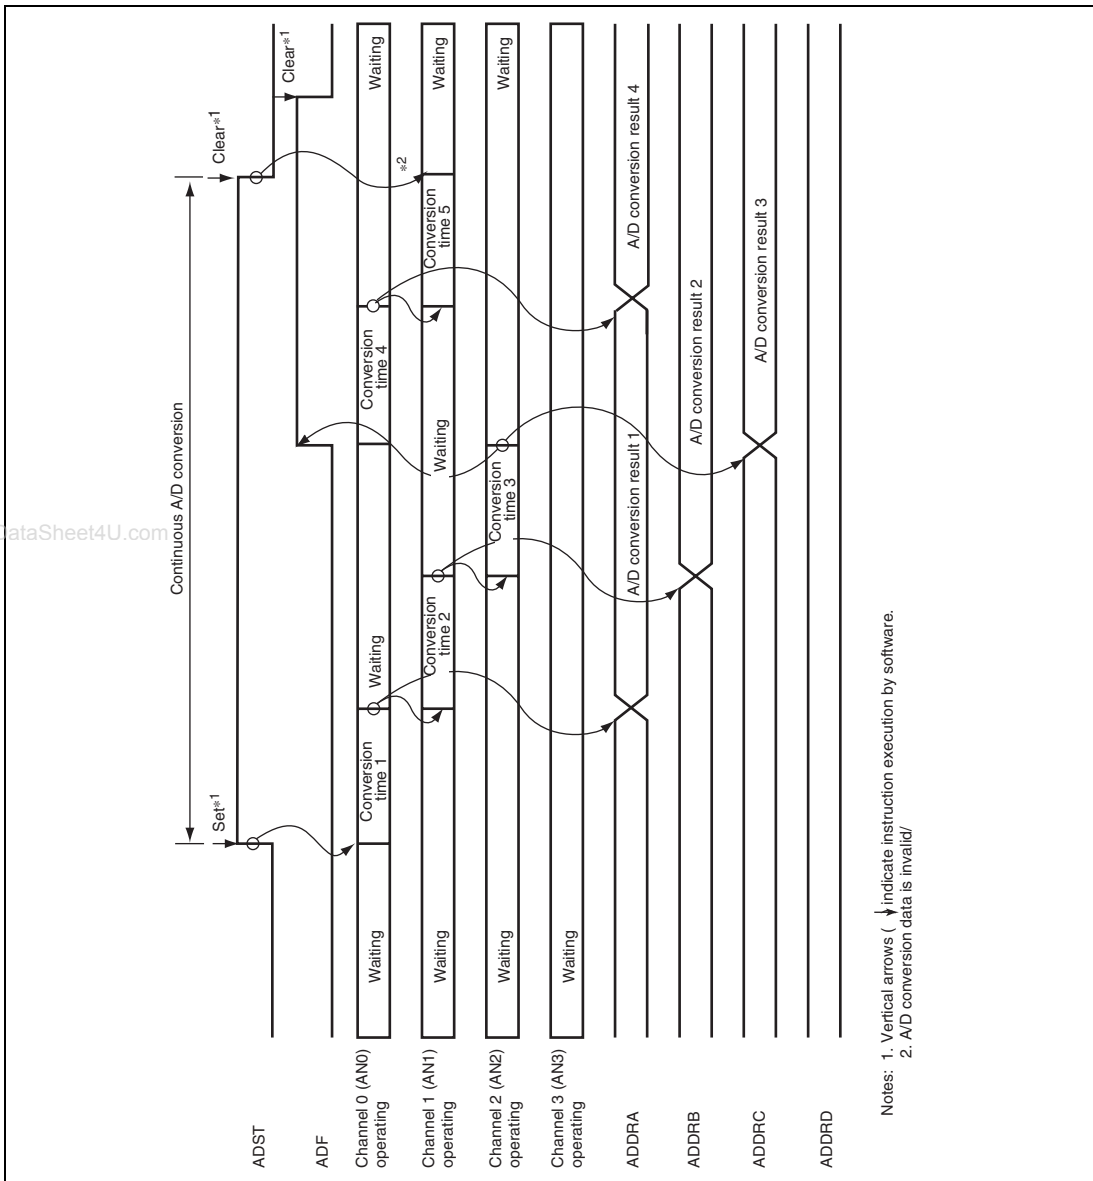 Continuous A/D conversion
Set*1
Clear*1
Clear*1
ADST
ADF
Channel 0 (AN0)
operating
Waiting
Conversion
time 1
Waiting
Conversion
time 4
Waiting
Channel 1 (AN1)
operating
Waiting
Conversion
time 2
Waiting
Conversion
time 5
*2
Waiting
Channel 2 (AN2)
operating
Waiting
Conversion
time 3
Waiting
Channel 3 (AN3)
operating
Waiting
ADDRA
A/D conversion result 1
A/D conversion result 4
ADDRB
A/D conversion result 2
ADDRC
A/D conversion result 3
ADDRD
Notes: 1. Vertical arrows ( indicate instruction execution by software.
2. A/D conversion data is invalid/
DataSheet4U.com